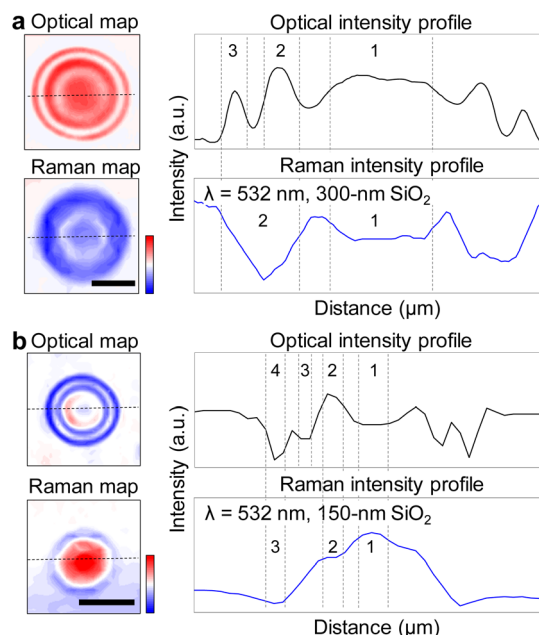 a
Optical map
Optical intensity profile
3 2 1
Raman map
Raman intensity profile
λ = 532 nm, 300-nm SiO₂
2 1
Intensity (a.u.)
Distance (µm)
b
Optical map
Optical intensity profile
4 3 2 1
Raman map
Raman intensity profile
λ = 532 nm, 150-nm SiO₂
3 2 1
Intensity (a.u.)
Distance (µm)